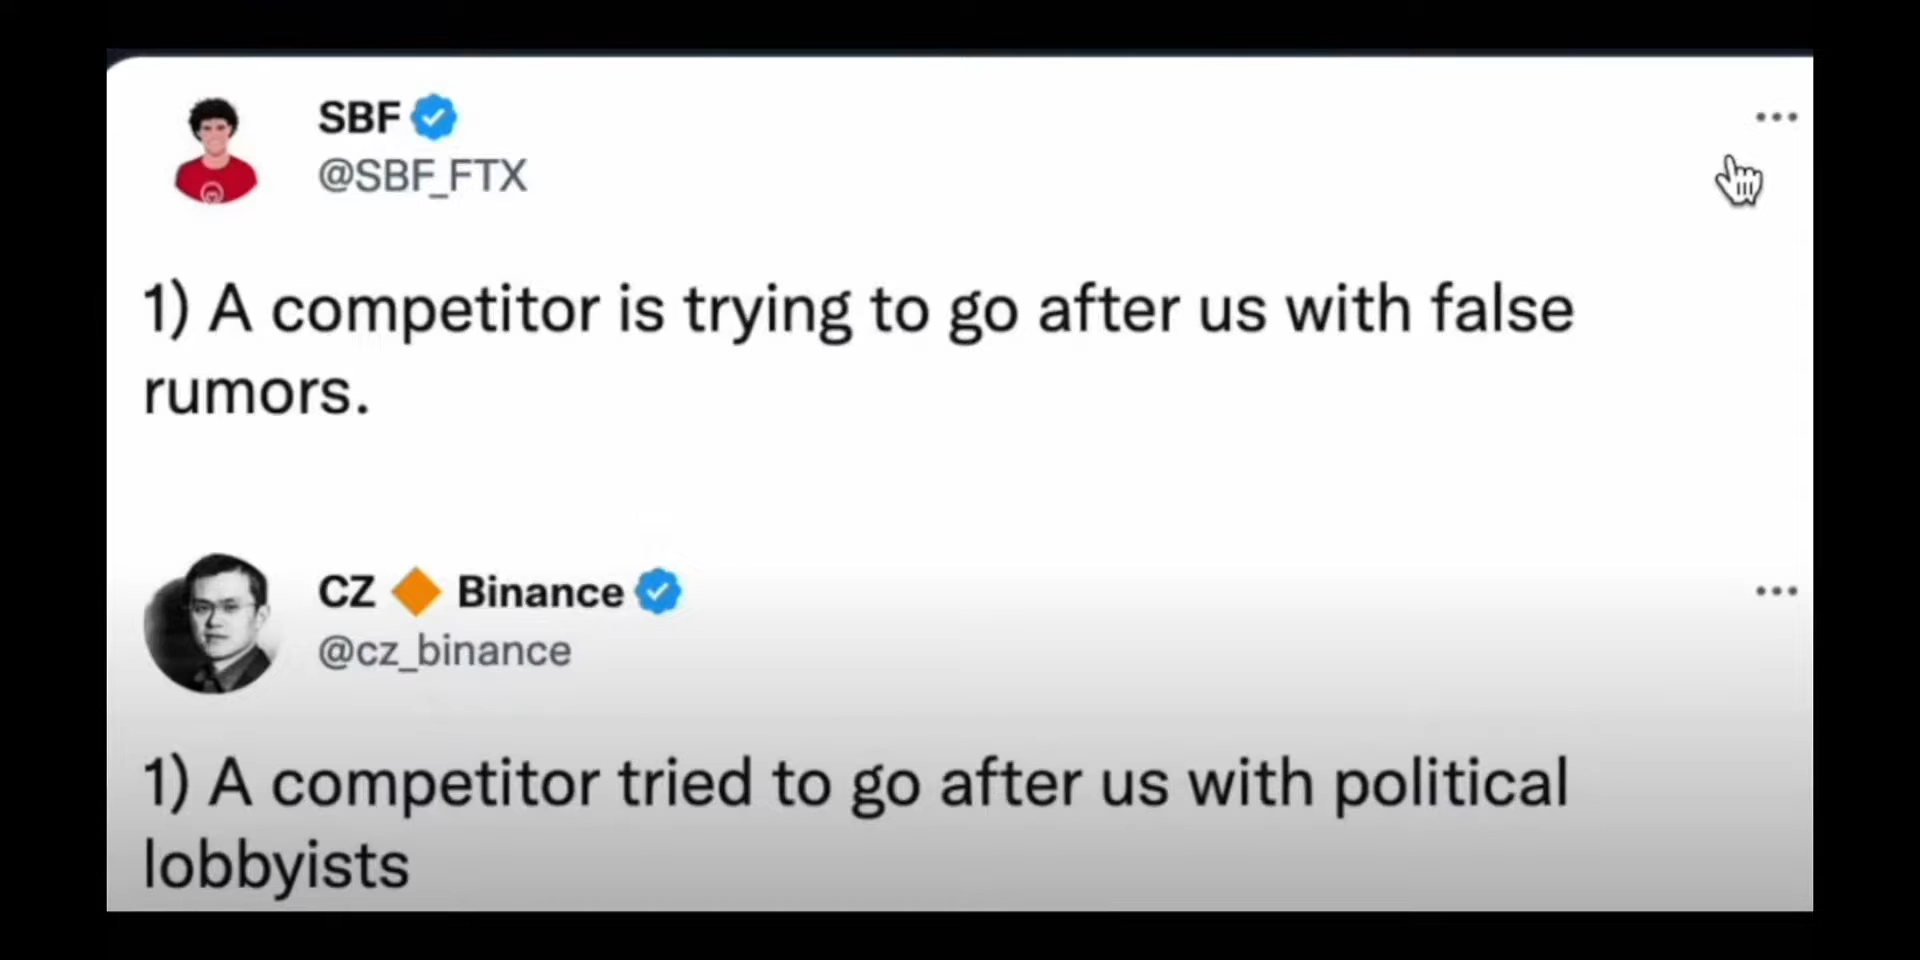 SBF
@SBF_FTX
1) A competitor is trying to go after us with false
rumors.
CZ 🔶 Binance
@cz_binance
1) A competitor tried to go after us with political
lobbyists